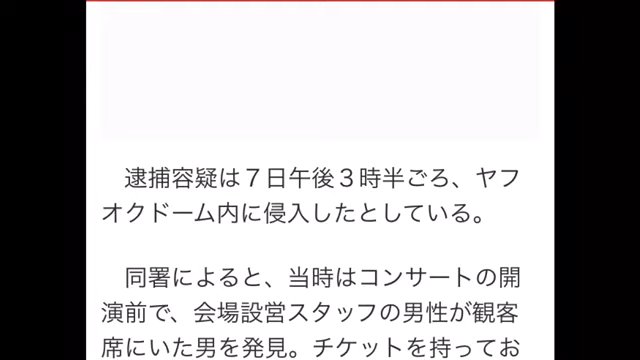 逮捕容疑は７日午後３時半ごろ、ヤフ
オクドーム内に侵入したとしている。
同署によると、当時はコンサートの開
演前で、会場設営スタッフの男性が観客
席にいた男を発見。チケットを持ってお